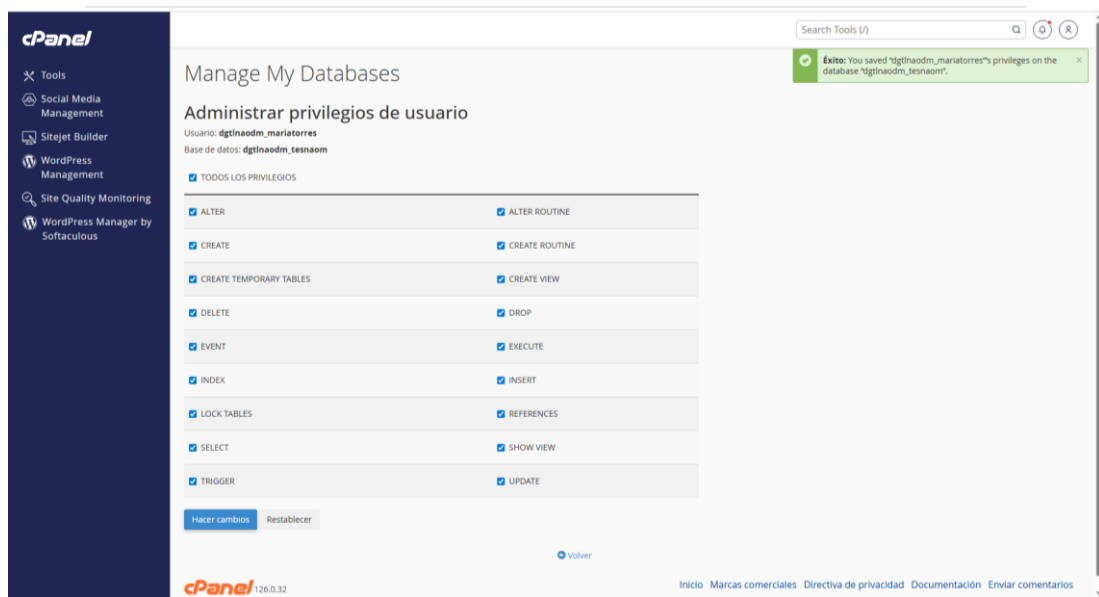 cPanel
Search Tools (/)
Tools
Social Media
Management
Sitejet Builder
WordPress
Management
Site Quality Monitoring
WordPress Manager by
Softaculous
Éxito: You saved “dgtlnaodm_mariatorres”'s privileges on the
database “dgtlnaodm_tesnaom”.
Manage My Databases
Administrar privilegios de usuario
Usuario: dgtlnaodm_mariatorres
Base de datos: dgtlnaodm_tesnaom
TODOS LOS PRIVILEGIOS
ALTER ALTER ROUTINE
CREATE CREATE ROUTINE
CREATE TEMPORARY TABLES CREATE VIEW
DELETE DROP
EVENT EXECUTE
INDEX INSERT
LOCK TABLES REFERENCES
SELECT SHOW VIEW
TRIGGER UPDATE
Hacer cambios Restablecer
Volver
cPanel 126.0.32
Inicio Marcas comerciales Directiva de privacidad Documentación Enviar comentarios